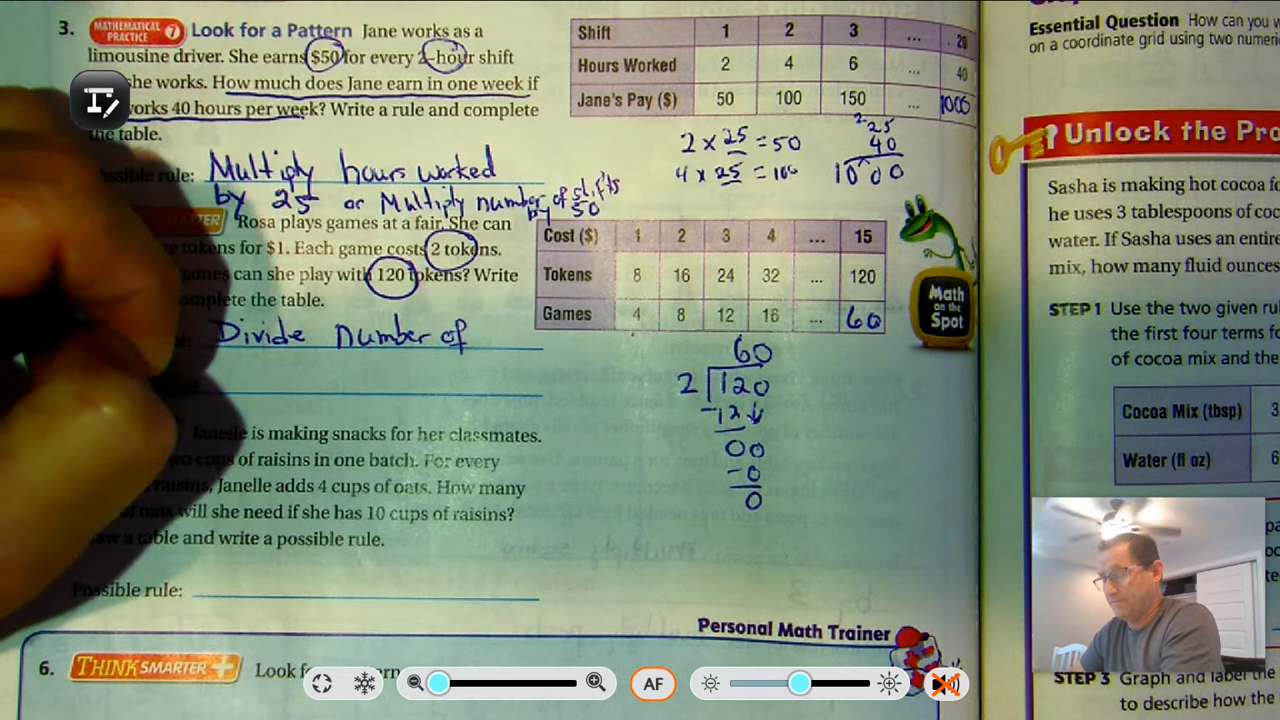 3. MATHEMATICAL PRACTICE 7 Look for a Pattern Jane works as a
limousine driver. She earns $50 for every 2-hour shift
she works. How much does Jane earn in one week if
works 40 hours per week? Write a rule and complete
the table.
Shift 1 2 3 ... 20
Hours Worked 2 4 6 ... 40
Jane's Pay ($) 50 100 150 ...
2 x 25 = 50
4 x 25 = 100
2
25
40
1000
rule: Multiply hours worked
by 25 or Multiply number of shifts
by 50
Rosa plays games at a fair. She can
tokens for $1. Each game costs 2 tokens.
games can she play with 120 tokens? Write
complete the table.
Cost ($) 1 2 3 4 ... 15
Tokens 8 16 24 32 ... 120
Games 4 8 12 16 ... 60
Math
on the
Spot
Divide number of
60
2 120
-12
00
-0
0
Janelle is making snacks for her classmates.
cups of raisins in one batch. For every
raisins, Janelle adds 4 cups of oats. How many
will she need if she has 10 cups of raisins?
table and write a possible rule.
Possible rule:
Personal Math Trainer
6. THINK SMARTER + Look
AF
Essential Question How can you
on a coordinate grid using two
Unlock the
Sasha is making hot cocoa
he uses 3 tablespoons of
water. If Sasha uses an entire
mix, how many fluid ounces
STEP 1 Use the two given
the first four terms
of cocoa mix and the
Cocoa Mix (tbsp) 3
Water (fl oz) 6
STEP 3 Graph and label the
to describe how the